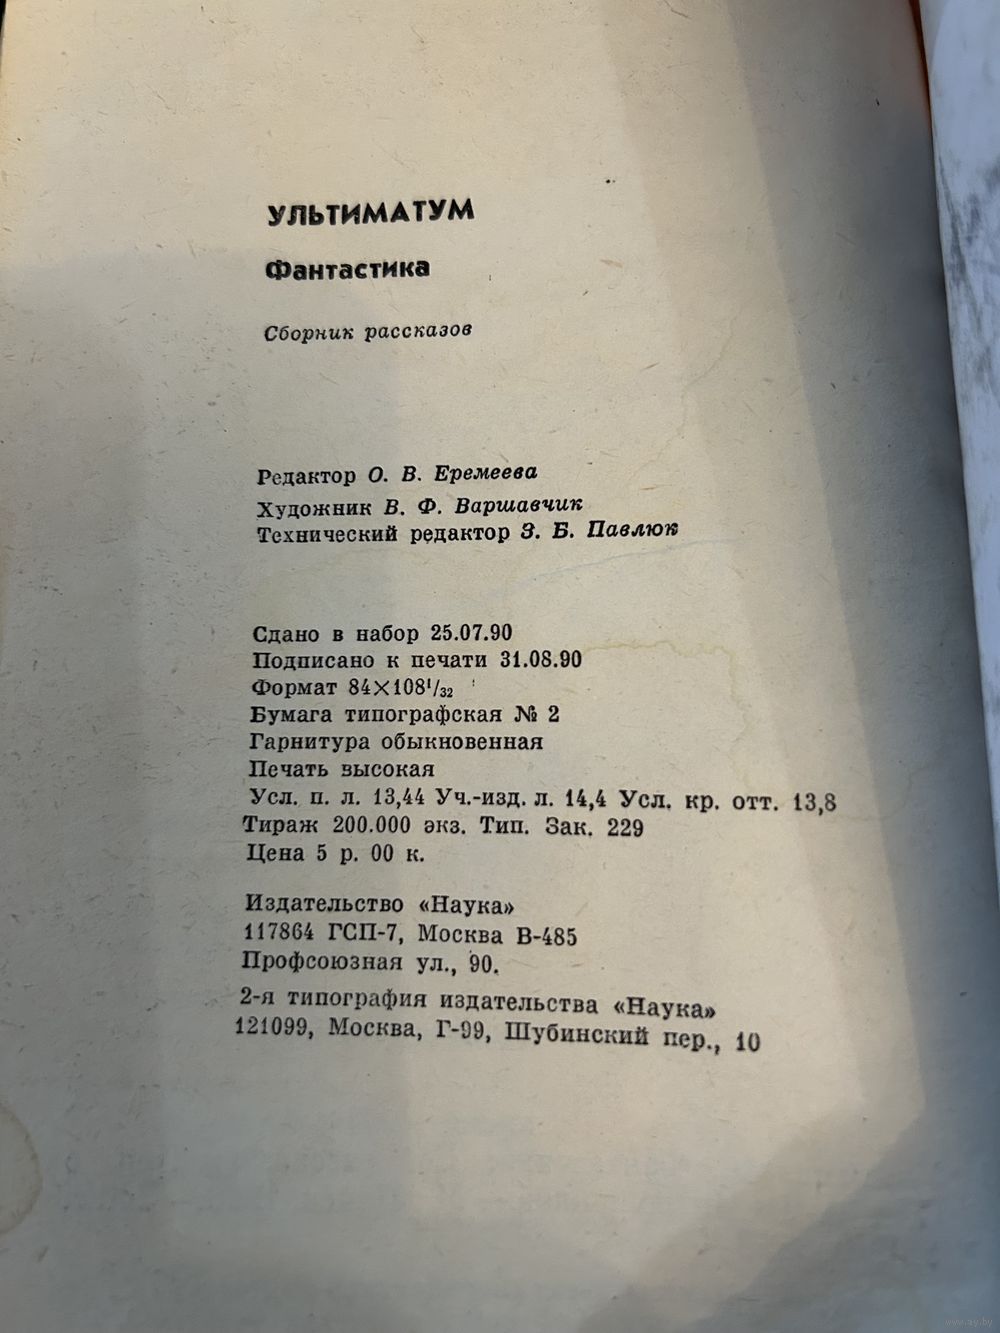 УЛЬТИМАТУМ
Фантастика
Сборник рассказов
Редактор О. В. Еремеева
Художник В. Ф. Варшавчик
Технический редактор З. Б. Павлюк
Сдано в набор 25.07.90
Подписано к печати 31.08.90
Формат 84×108¹/₃₂
Бумага типографская № 2
Гарнитура обыкновенная
Печать высокая
Усл. п. л. 13,44 Уч.-изд. л. 14,4 Усл. кр. отт. 13,8
Тираж 200.000 экз. Тип. Зак. 229
Цена 5 р. 00 к.
Издательство «Наука»
117864 ГСП-7, Москва В-485
Профсоюзная ул., 90.
2-я типография издательства «Наука»
121099, Москва, Г-99, Шубинский пер., 10
www.ay.by